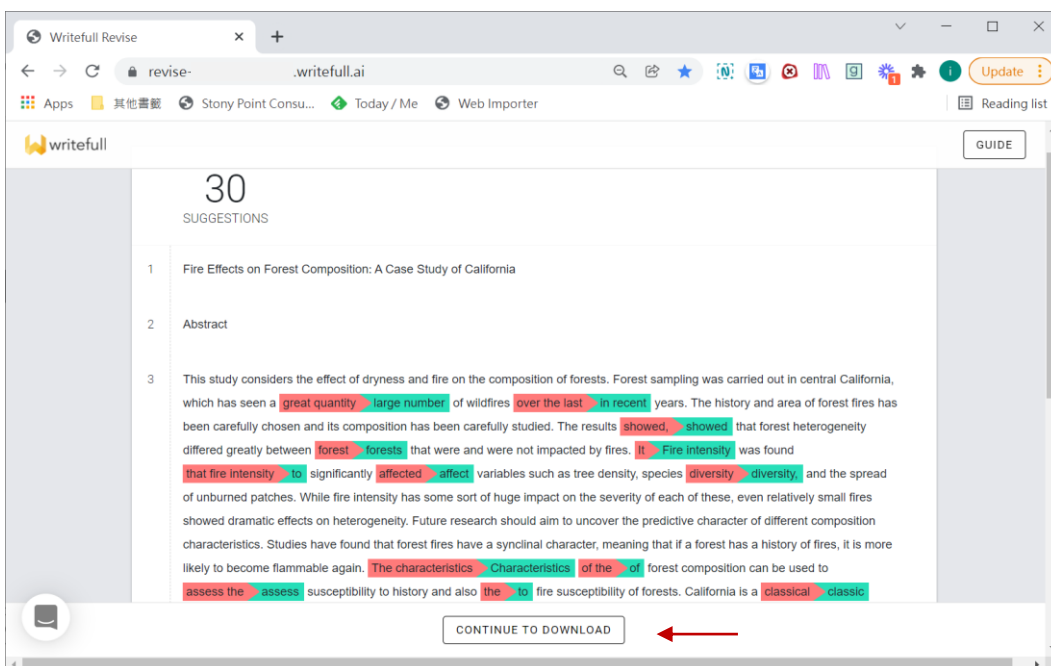 Writefull Revise
revise- .writefull.ai
Update
Apps 其他書籤 Stony Point Consu... Today / Me Web Importer Reading list
writefull GUIDE
30
SUGGESTIONS
1 Fire Effects on Forest Composition: A Case Study of California
2 Abstract
3 This study considers the effect of dryness and fire on the composition of forests. Forest sampling was carried out in central California,
which has seen a great quantity large number of wildfires over the last in recent years. The history and area of forest fires has
been carefully chosen and its composition has been carefully studied. The results showed, showed that forest heterogeneity
differed greatly between forest forests that were and were not impacted by fires. It Fire intensity was found
that fire intensity to significantly affected affect variables such as tree density, species diversity diversity, and the spread
of unburned patches. While fire intensity has some sort of huge impact on the severity of each of these, even relatively small fires
showed dramatic effects on heterogeneity. Future research should aim to uncover the predictive character of different composition
characteristics. Studies have found that forest fires have a synclinal character, meaning that if a forest has a history of fires, it is more
likely to become flammable again. The characteristics Characteristics of the of forest composition can be used to
assess the assess susceptibility to history and also the to fire susceptibility of forests. California is a classical classic
CONTINUE TO DOWNLOAD